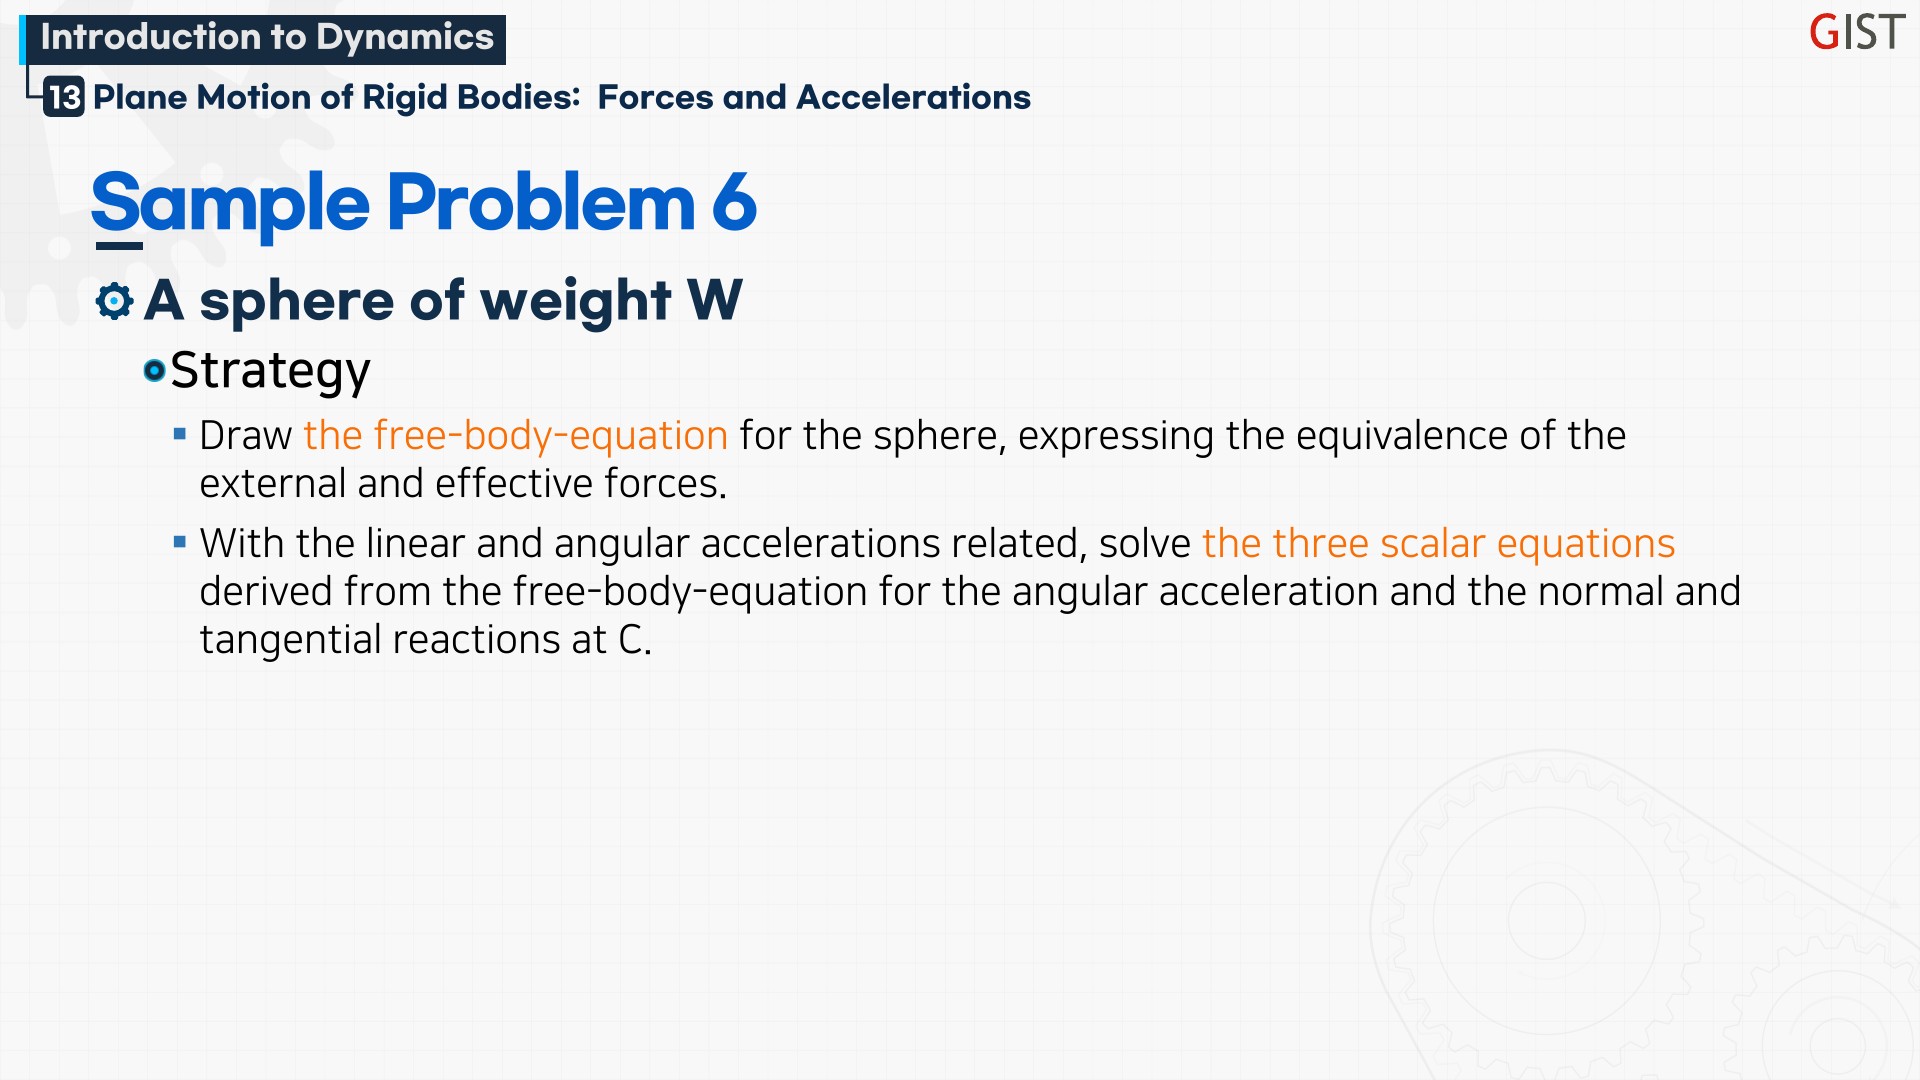 Introduction to Dynamics
GIST
13 Plane Motion of Rigid Bodies: Forces and Accelerations
Sample Problem 6
A sphere of weight W
Strategy
Draw the free-body-equation for the sphere, expressing the equivalence of the
external and effective forces.
With the linear and angular accelerations related, solve the three scalar equations
derived from the free-body-equation for the angular acceleration and the normal and
tangential reactions at C.